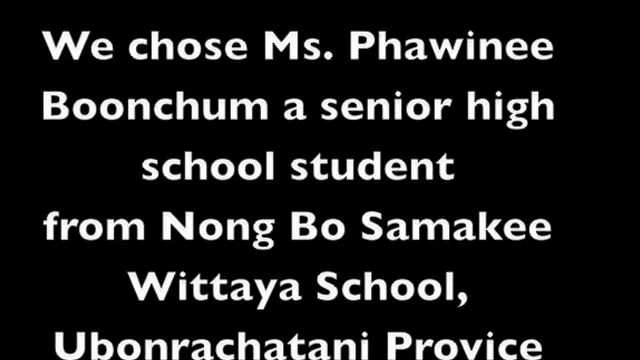 We chose Ms. Phawinee
Boonchum a senior high
school student
from Nong Bo Samakee
Wittaya School,
Ubonrachatani Provice